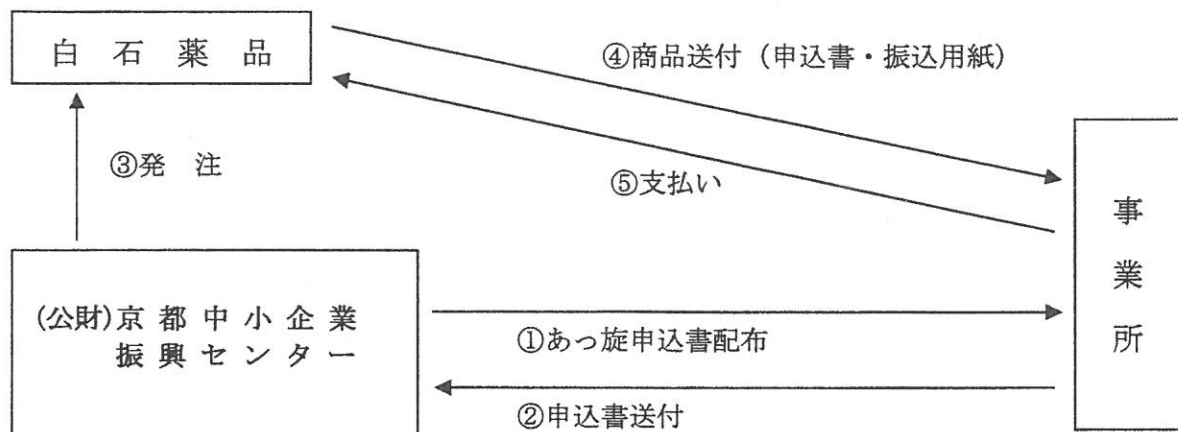 白石薬品
④商品送付（申込書・振込用紙）
③発　注
⑤支払い
事業所
(公財)京都中小企業
振興センター
①あっ旋申込書配布
②申込書送付